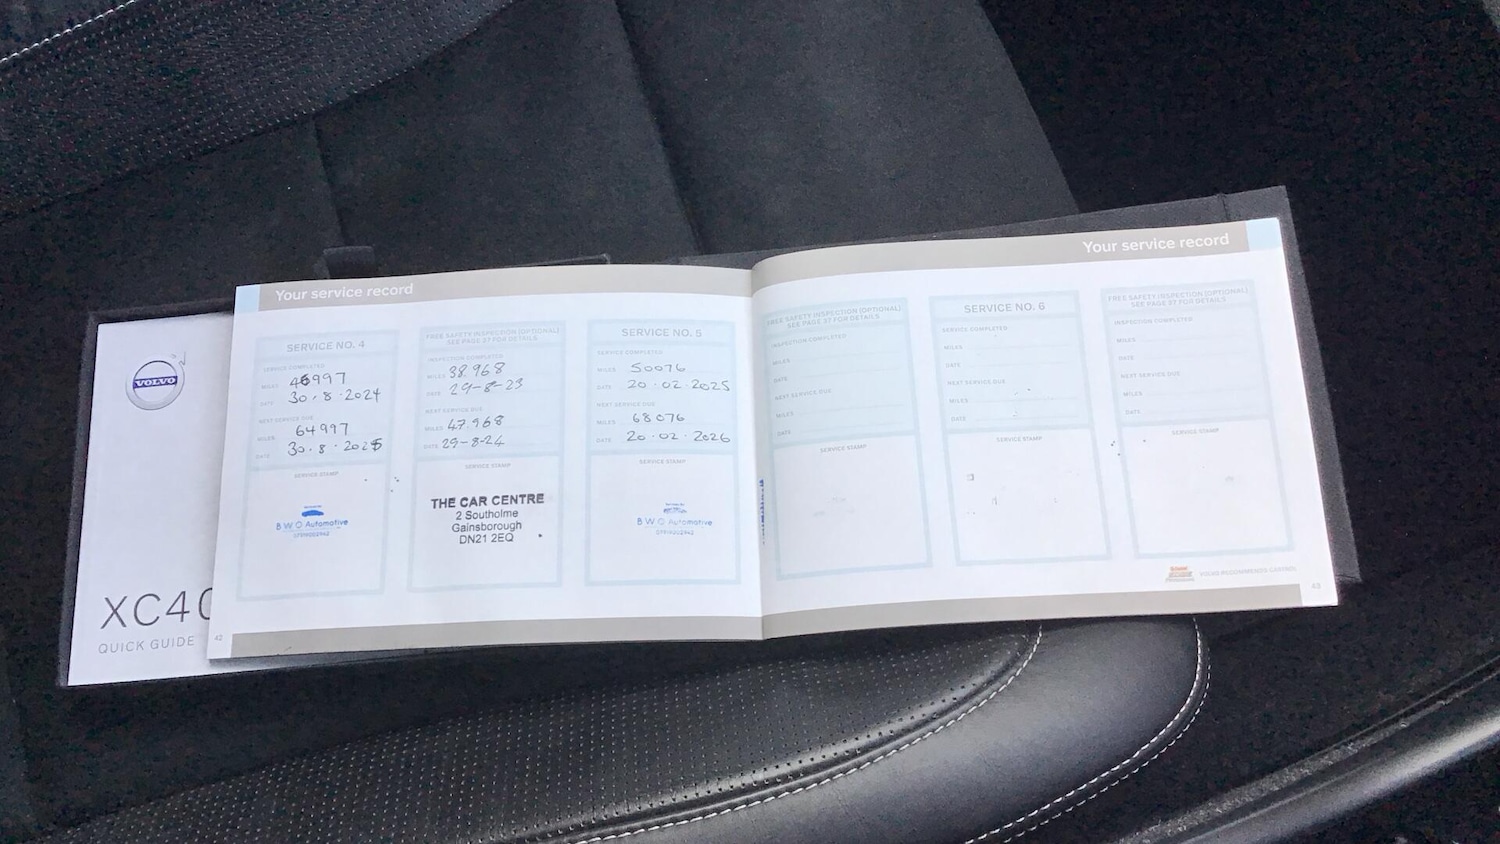 Your service record
SERVICE NO. 4
SERVICE COMPLETED
MILES 46997
DATE 30.8.2024
NEXT SERVICE DUE
MILES 64997
DATE 30.8.2025
SERVICE STAMP
Automotive
FREE SAFETY INSPECTION (OPTIONAL)
SEE PAGE 37 FOR DETAILS
INSPECTION COMPLETED
MILES 38.968
DATE 29-8-23
NEXT SERVICE DUE
MILES 47.968
DATE 29-8-24
SERVICE STAMP
THE CAR CENTRE
2 Southolme
Gainsborough
DN21 2EQ
SERVICE NO. 5
SERVICE COMPLETED
MILES 50076
DATE 20.02.2025
NEXT SERVICE DUE
MILES 68076
DATE 20.02.2026
SERVICE STAMP
Automotive
42
Your service record
FREE SAFETY INSPECTION (OPTIONAL)
SEE PAGE 37 FOR DETAILS
INSPECTION COMPLETED
MILES
DATE
NEXT SERVICE DUE
MILES
DATE
SERVICE STAMP
SERVICE NO. 6
SERVICE COMPLETED
MILES
DATE
NEXT SERVICE DUE
MILES
DATE
SERVICE STAMP
FREE SAFETY INSPECTION (OPTIONAL)
SEE PAGE 37 FOR DETAILS
INSPECTION COMPLETED
MILES
DATE
NEXT SERVICE DUE
MILES
DATE
SERVICE STAMP
VOLVO RECOMMENDS CASTROL
43
VOLVO
XC40
QUICK GUIDE